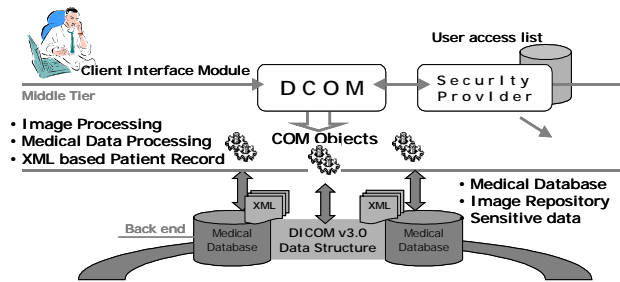 User access list
Client Interface Module
DCOM
SecurIty
ProvIder
Middle Tier
• Image Processing
• Medical Data Processing
• XML based Patient Record
COM Objects
XML
XML
• Medical Database
• Image Repository
• Sensitive data
Back end
Medical
Database
DICOM v3.0
Data Structure
Medical
Database